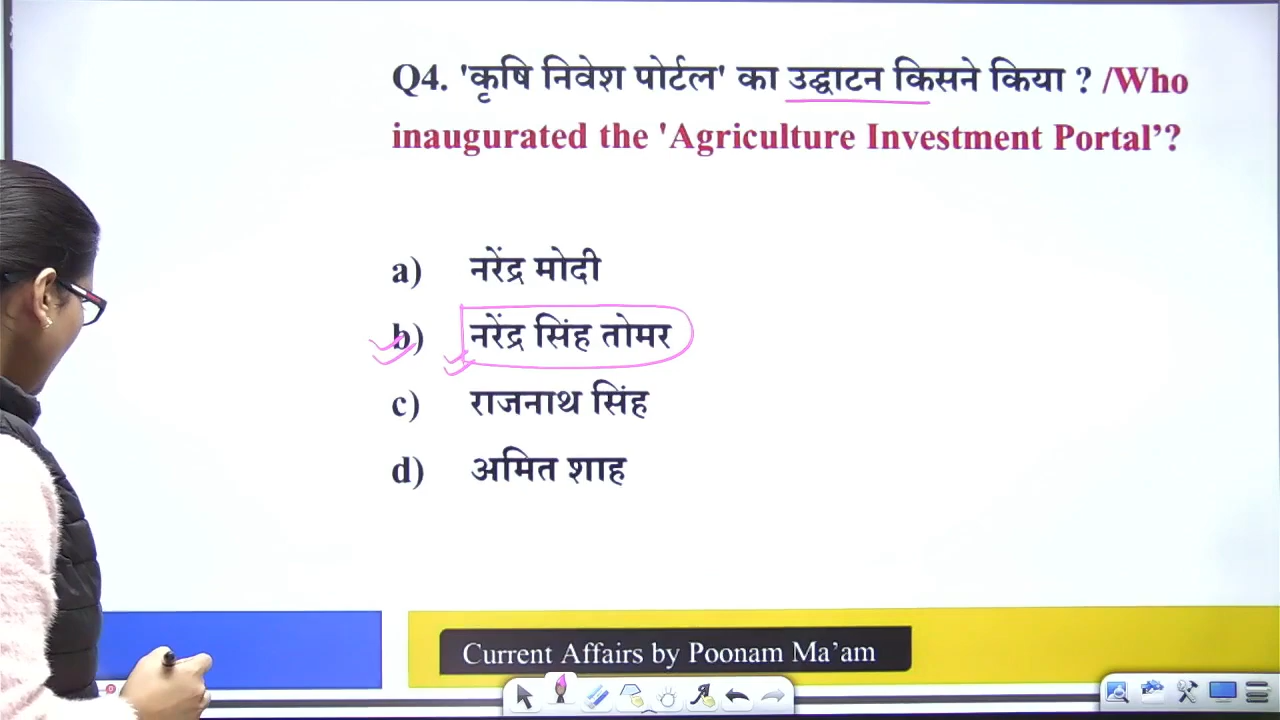 Q4. 'कृषि निवेश पोर्टल' का उद्घाटन किसने किया ? /Who
inaugurated the 'Agriculture Investment Portal’?
a) नरेंद्र मोदी
b) नरेंद्र सिंह तोमर
c) राजनाथ सिंह
d) अमित शाह
Current Affairs by Poonam Ma’am